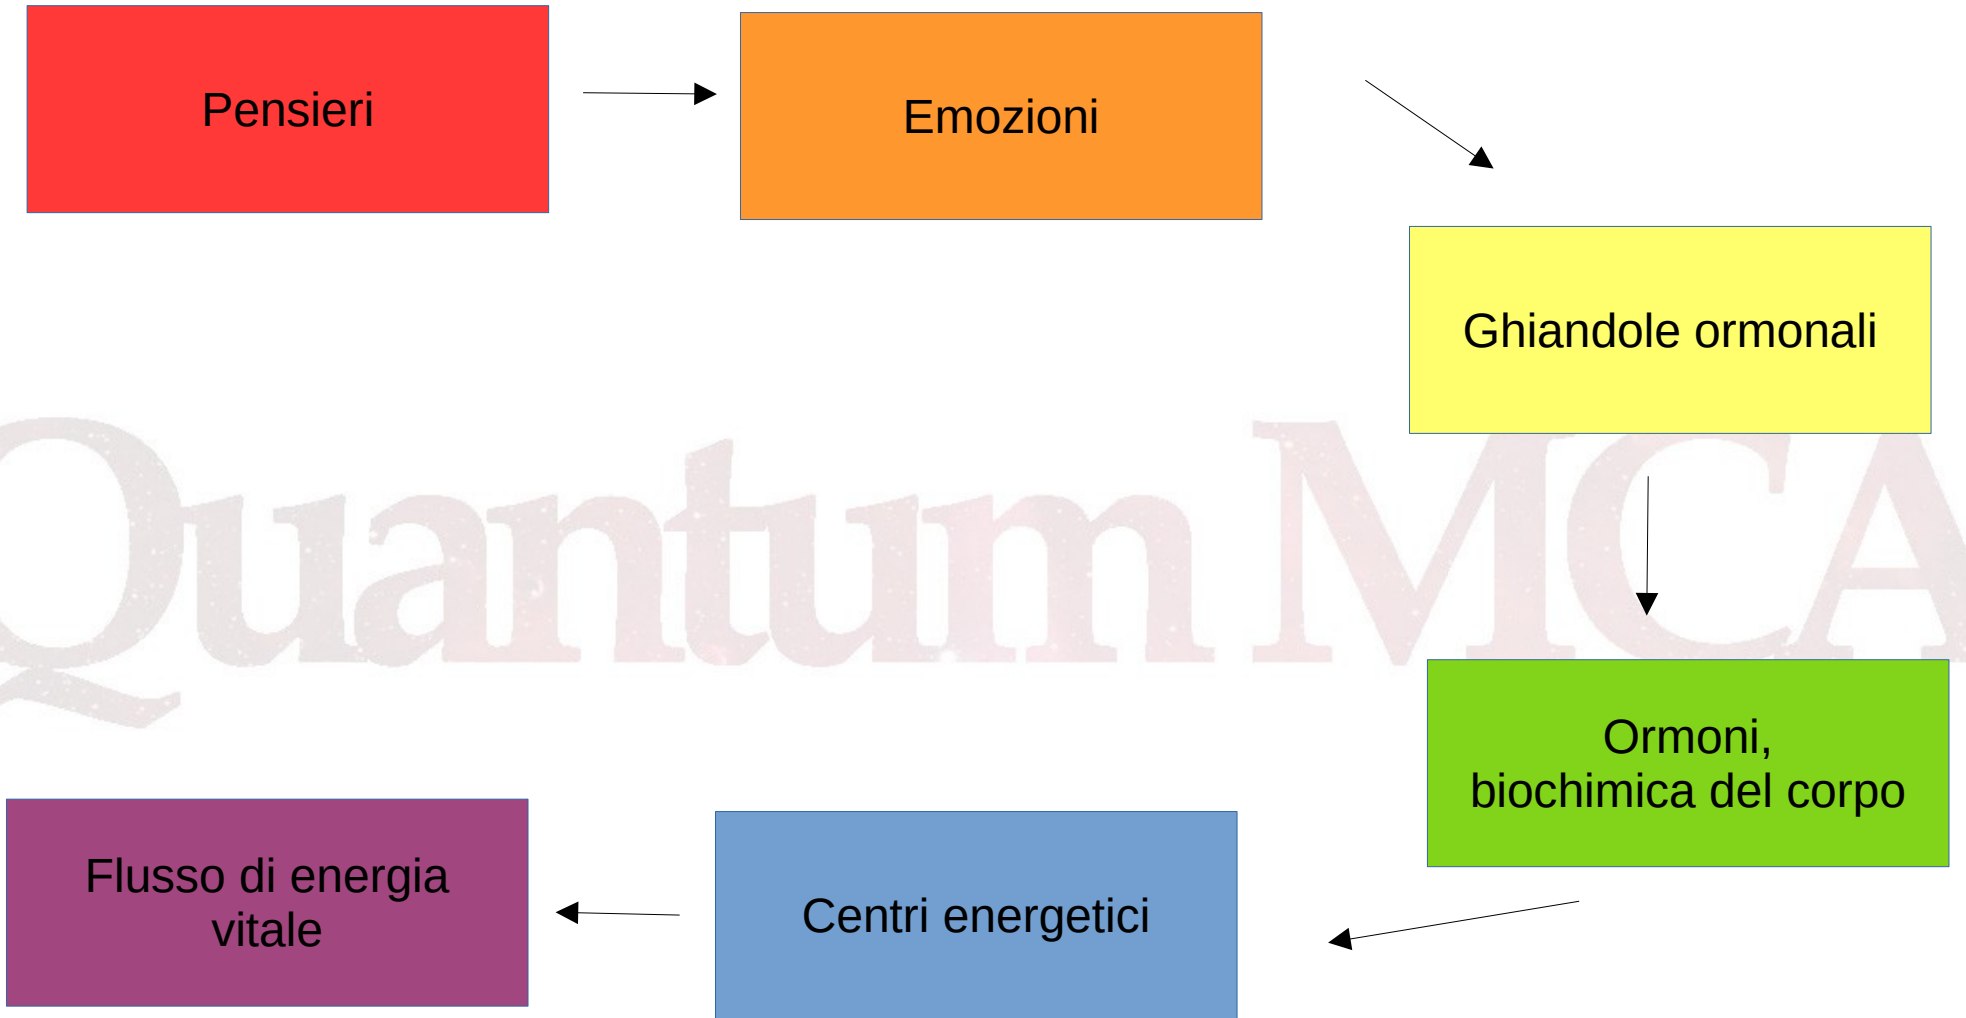 Pensieri
Emozioni
Ghiandole ormonali
Quantum MCA
Ormoni,
biochimica del corpo
Centri energetici
Flusso di energia
vitale